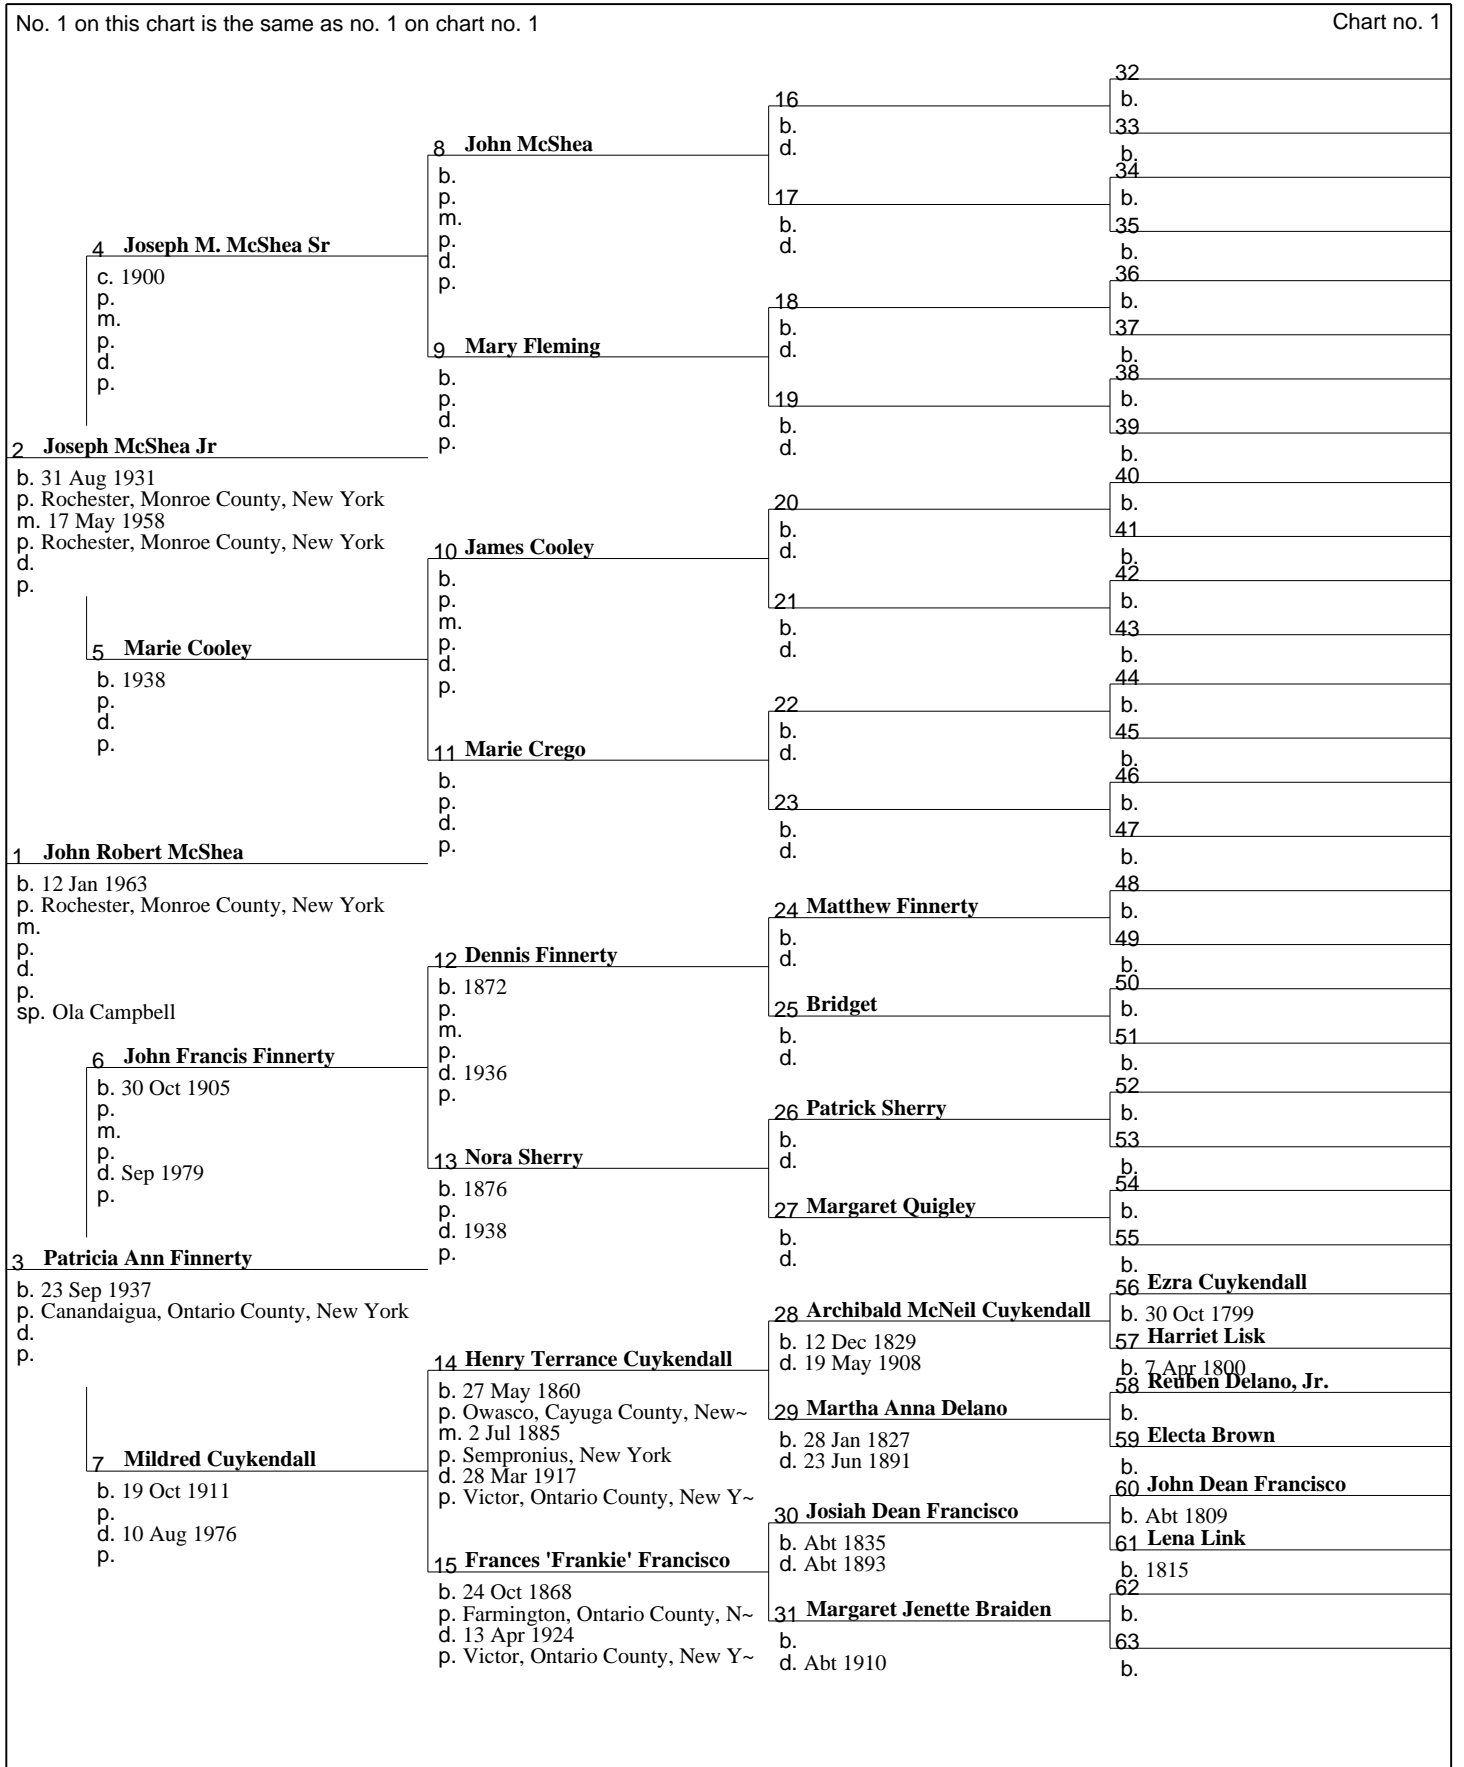 No. 1 on this chart is the same as no. 1 on chart no. 1
Chart no. 1
1 John Robert McShea
b. 12 Jan 1963
p. Rochester, Monroe County, New York
m.
p.
d.
p.
sp. Ola Campbell
2 Joseph McShea Jr
b. 31 Aug 1931
p. Rochester, Monroe County, New York
m. 17 May 1958
p. Rochester, Monroe County, New York
d.
p.
3 Patricia Ann Finnerty
b. 23 Sep 1937
p. Canandaigua, Ontario County, New York
d.
p.
4 Joseph M. McShea Sr
c. 1900
p.
m.
p.
d.
p.
5 Marie Cooley
b. 1938
p.
d.
p.
6 John Francis Finnerty
b. 30 Oct 1905
p.
m.
p.
d. Sep 1979
p.
7 Mildred Cuykendall
b. 19 Oct 1911
p.
d. 10 Aug 1976
p.
8 John McShea
b.
p.
m.
p.
d.
p.
9 Mary Fleming
b.
p.
d.
p.
10 James Cooley
b.
p.
m.
p.
d.
p.
11 Marie Crego
b.
p.
d.
p.
12 Dennis Finnerty
b. 1872
p.
m.
p.
d. 1936
p.
13 Nora Sherry
b. 1876
p.
d. 1938
p.
14 Henry Terrance Cuykendall
b. 27 May 1860
p. Owasco, Cayuga County, New~
m. 2 Jul 1885
p. Sempronius, New York
d. 28 Mar 1917
p. Victor, Ontario County, New Y~
15 Frances 'Frankie' Francisco
b. 24 Oct 1868
p. Farmington, Ontario County, N~
d. 13 Apr 1924
p. Victor, Ontario County, New Y~
16
b.
d.
17
b.
d.
18
b.
d.
19
b.
d.
20
b.
d.
21
b.
d.
22
b.
d.
23
b.
d.
24 Matthew Finnerty
b.
d.
25 Bridget
b.
d.
26 Patrick Sherry
b.
d.
27 Margaret Quigley
b.
d.
28 Archibald McNeil Cuykendall
b. 12 Dec 1829
d. 19 May 1908
29 Martha Anna Delano
b. 28 Jan 1827
d. 23 Jun 1891
30 Josiah Dean Francisco
b. Abt 1835
d. Abt 1893
31 Margaret Jenette Braiden
b.
d. Abt 1910
32
b.
33
b.
34
b.
35
b.
36
b.
37
b.
38
b.
39
b.
40
b.
41
b.
42
b.
43
b.
44
b.
45
b.
46
b.
47
b.
48
b.
49
b.
50
b.
51
b.
52
b.
53
b.
54
b.
55
b.
56 Ezra Cuykendall
b. 30 Oct 1799
57 Harriet Lisk
b. 7 Apr 1800
58 Reuben Delano, Jr.
b.
59 Electa Brown
b.
60 John Dean Francisco
b. Abt 1809
61 Lena Link
b. 1815
62
b.
63
b.